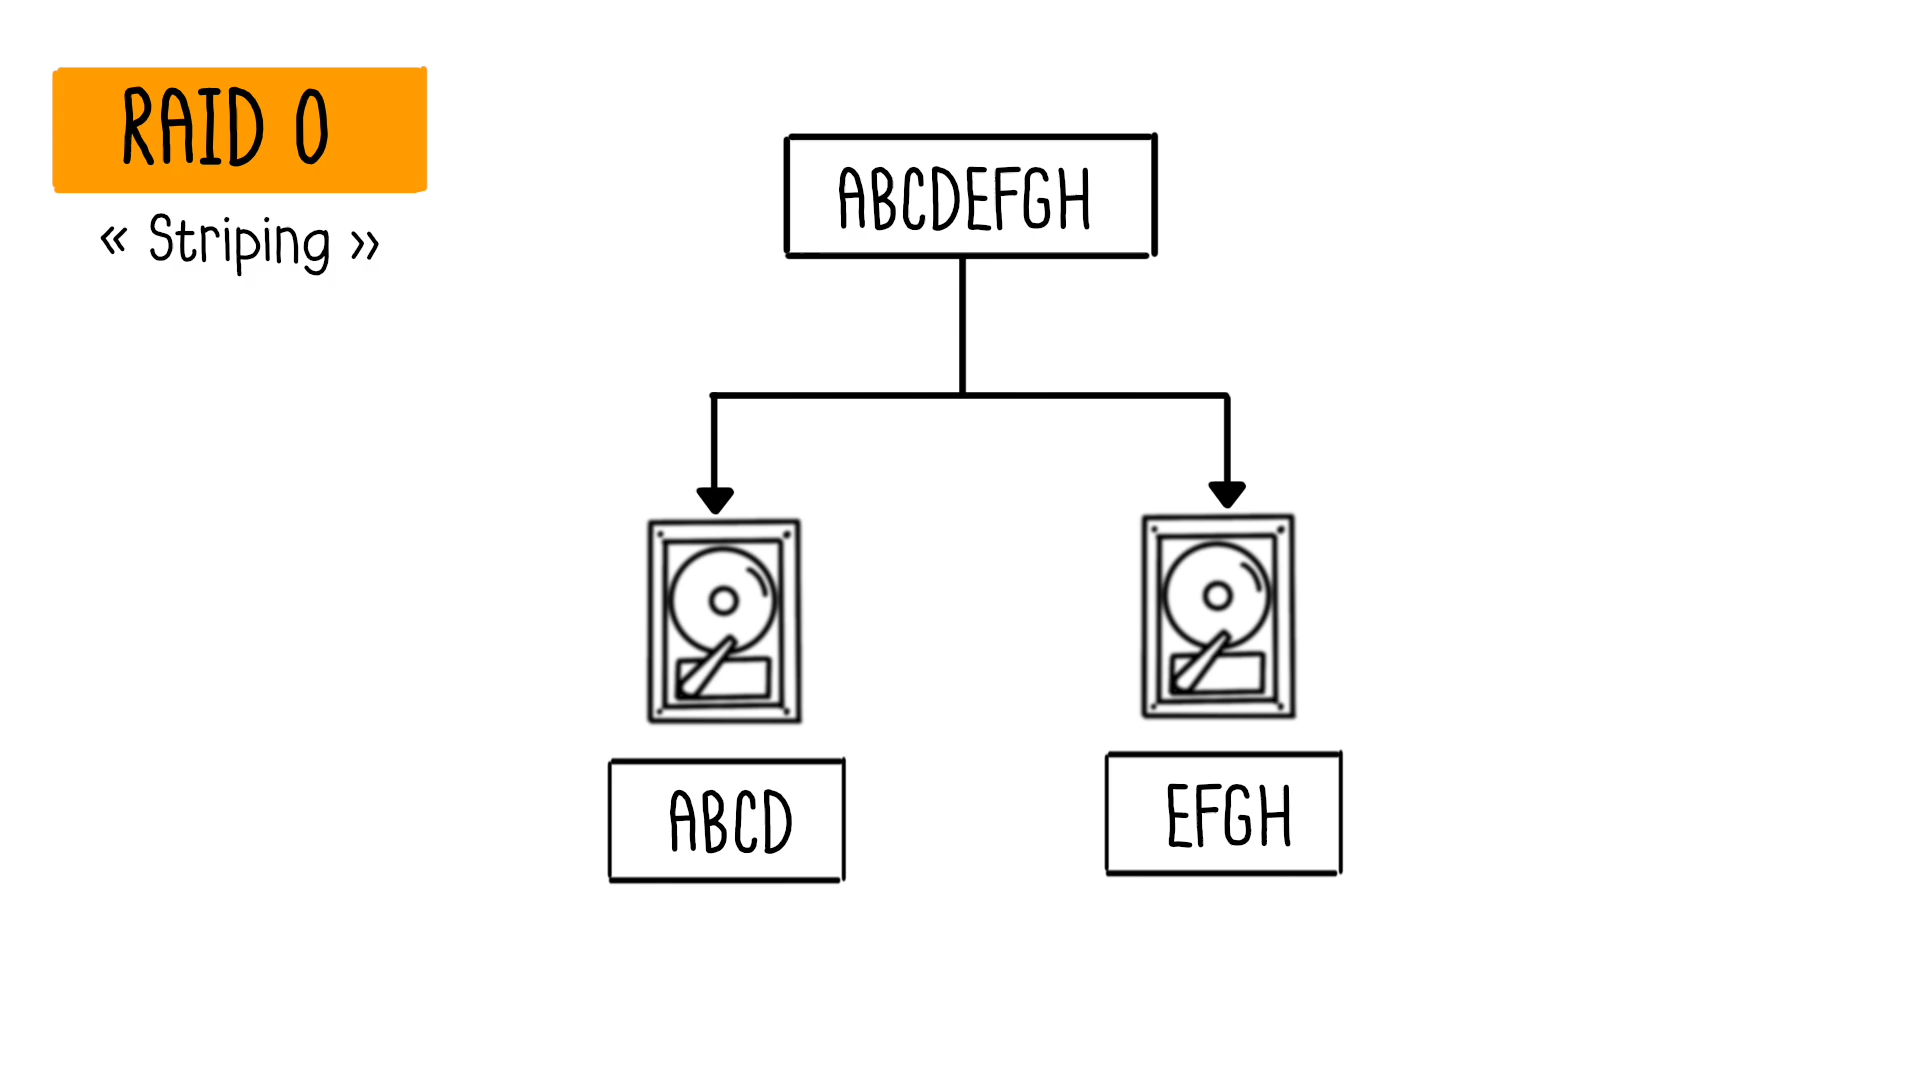 RAID 0
« Striping »
ABCDEFGH
ABCD
EFGH